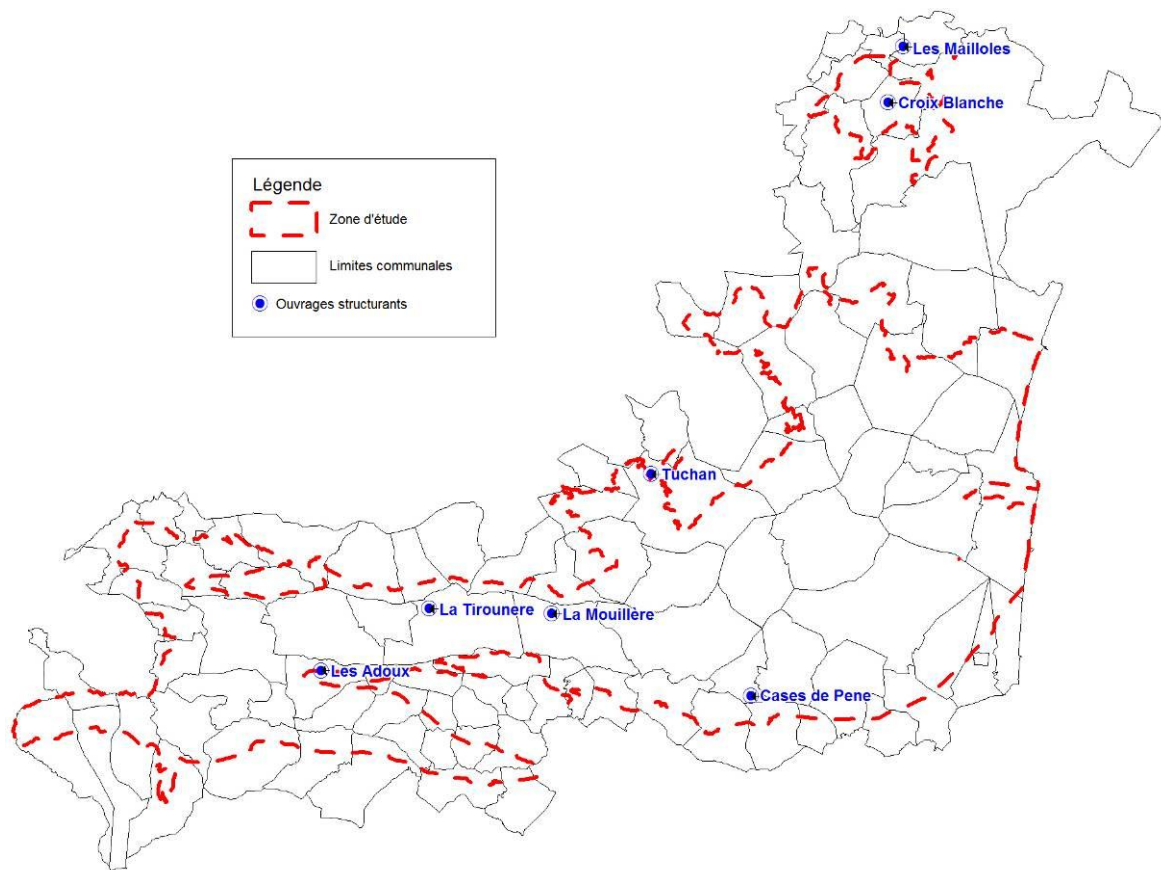 Les Mailloles
Croix Blanche
Légende
Zone d'étude
Limites communales
Ouvrages structurants
Tuchan
La Tirounere
La Mouillère
Les Adoux
Cases de Pene